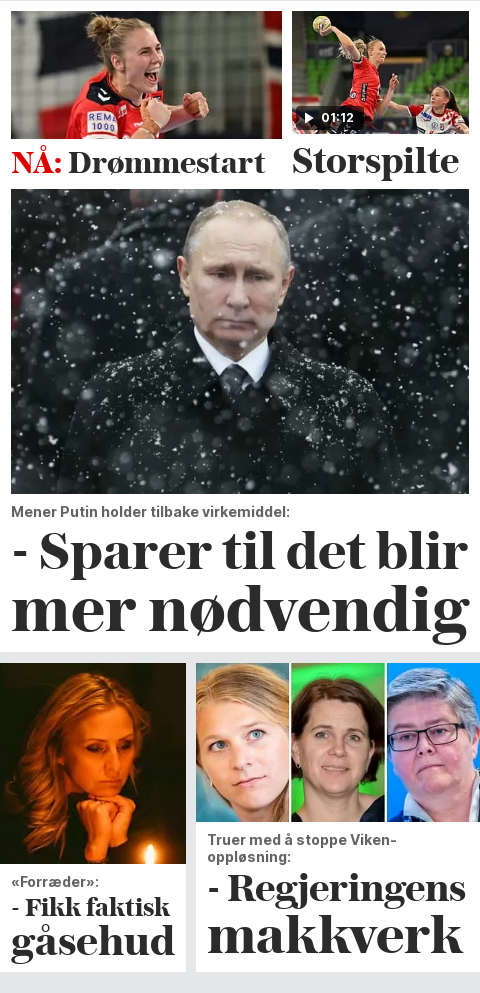 REMA
1000
01:12
NÅ: Drømmestart
Storspilte
Mener Putin holder tilbake virkemiddel:
- Sparer til det blir
mer nødvendig
«Forræder»:
- Fikk faktisk
gåsehud
Truer med å stoppe Viken-
oppløsning:
- Regjeringens
makkverk